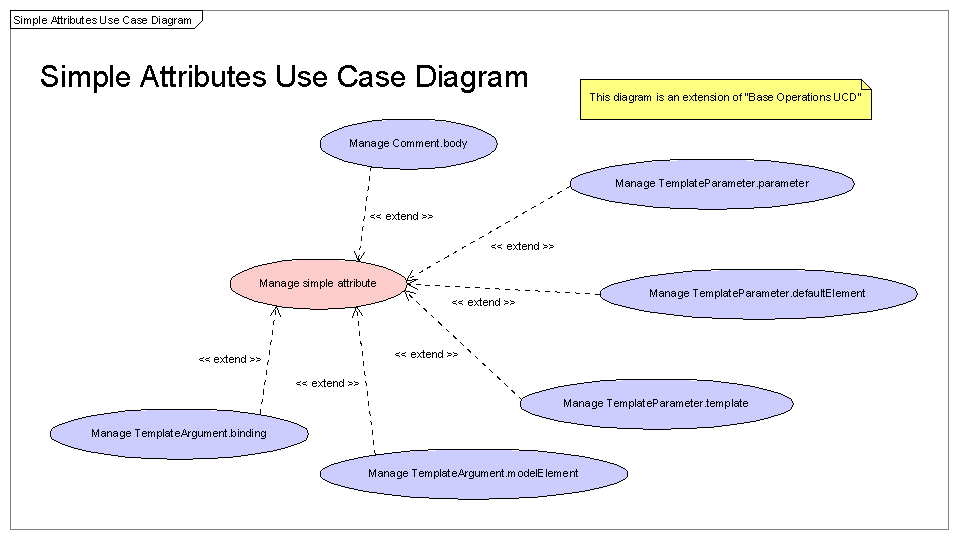 Simple Attributes Use Case Diagram
Simple Attributes Use Case Diagram
This diagram is an extension of "Base Operations UCD"
Manage Comment.body
Manage TemplateParameter.parameter
<< extend >>
<< extend >>
Manage simple attribute
Manage TemplateParameter.defaultElement
<< extend >>
<< extend >>
<< extend >>
<< extend >>
Manage TemplateParameter.template
Manage TemplateArgument.binding
Manage TemplateArgument.modelElement